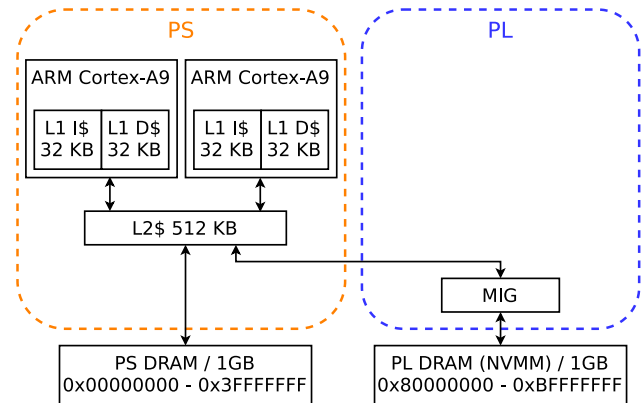 PS
PL
ARM Cortex-A9
ARM Cortex-A9
L1 I$
32 KB
L1 D$
32 KB
L1 I$
32 KB
L1 D$
32 KB
L2$ 512 KB
MIG
PS DRAM / 1GB
0x00000000 - 0x3FFFFFFF
PL DRAM (NVMM) / 1GB
0x80000000 - 0xBFFFFFFF